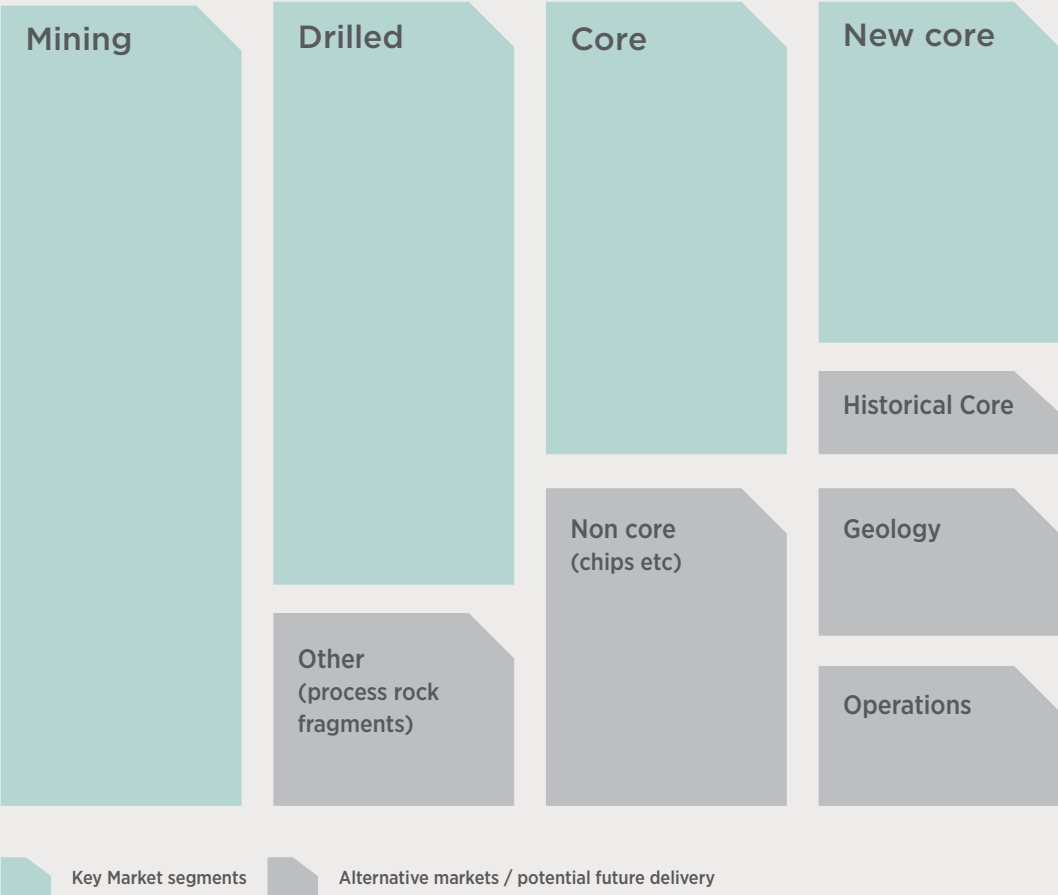 Mining
Drilled
Other
(process rock
fragments)
Core
Non core
(chips etc)
New core
Historical Core
Geology
Operations
Key Market segments
Alternative markets / potential future delivery